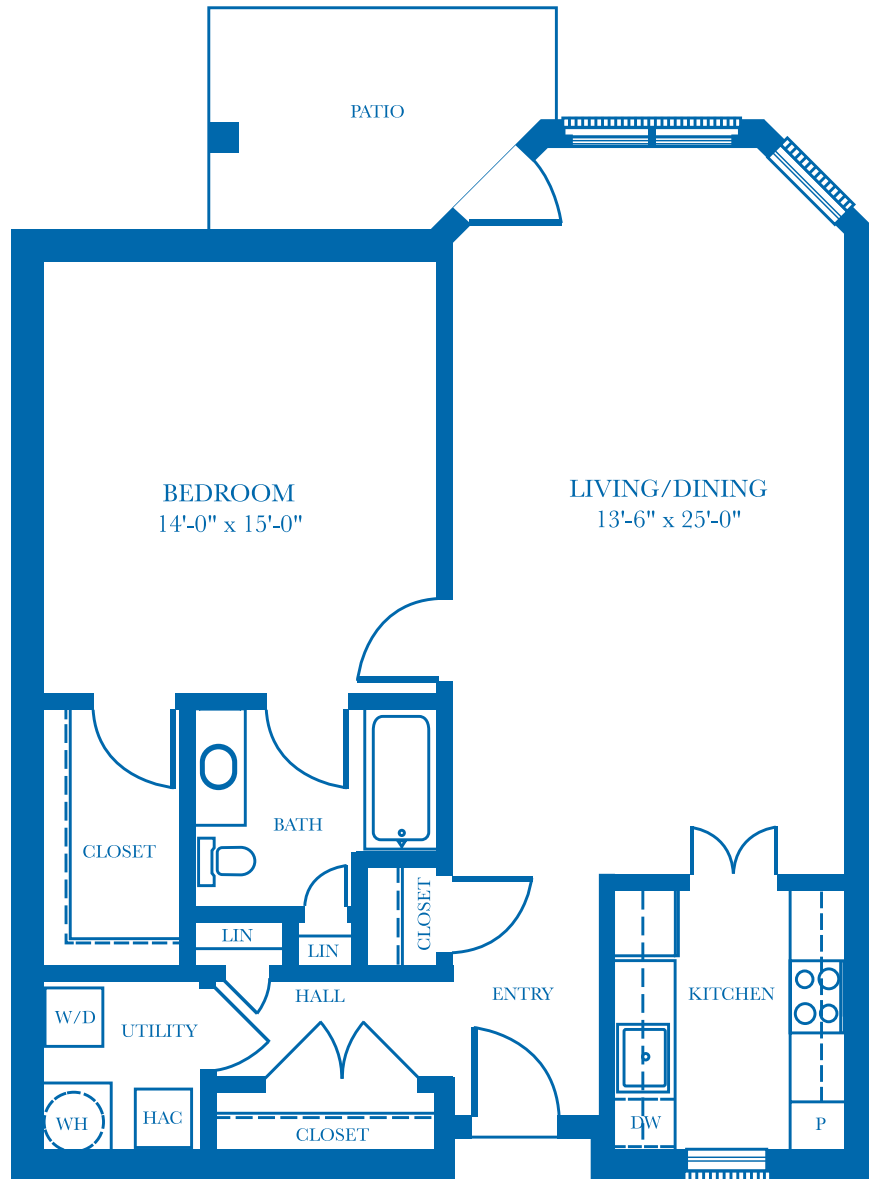 PATIO
BEDROOM
14'-0" x 15'-0"
LIVING/DINING
13'-6" x 25'-0"
CLOSET
BATH
CLOSET
LIN
LIN
HALL
ENTRY
KITCHEN
W/D
UTILITY
WH
HAC
CLOSET
DW
P